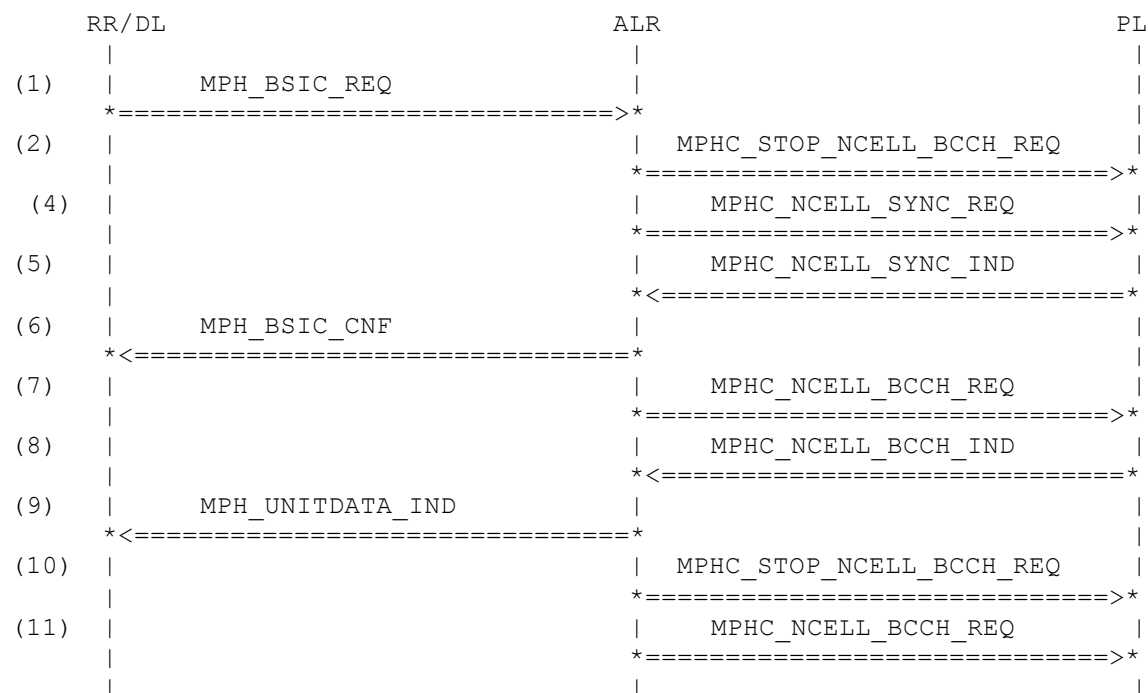 RR/DL ALR PL
| | |
(1) | MPH_BSIC_REQ | |
*===============================>* |
(2) | | MPHC_STOP_NCELL_BCCH_REQ |
| *=============================>*
(4) | | MPHC_NCELL_SYNC_REQ |
| *=============================>*
(5) | | MPHC_NCELL_SYNC_IND |
| *<=============================*
(6) | MPH_BSIC_CNF | |
*<===============================* |
(7) | | MPHC_NCELL_BCCH_REQ |
| *=============================>*
(8) | | MPHC_NCELL_BCCH_IND |
| *<=============================*
(9) | MPH_UNITDATA_IND | |
*<===============================* |
(10) | | MPHC_STOP_NCELL_BCCH_REQ |
| *=============================>*
(11) | | MPHC_NCELL_BCCH_REQ |
| *=============================>*
| | |